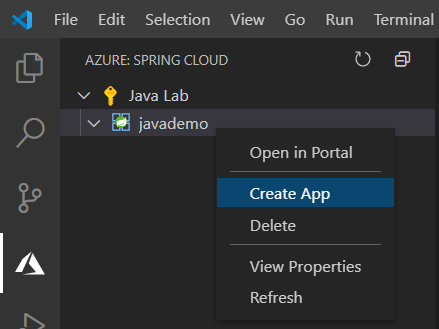 File Edit Selection View Go Run Terminal
AZURE: SPRING CLOUD
Java Lab
javademo
Open in Portal
Create App
Delete
View Properties
Refresh